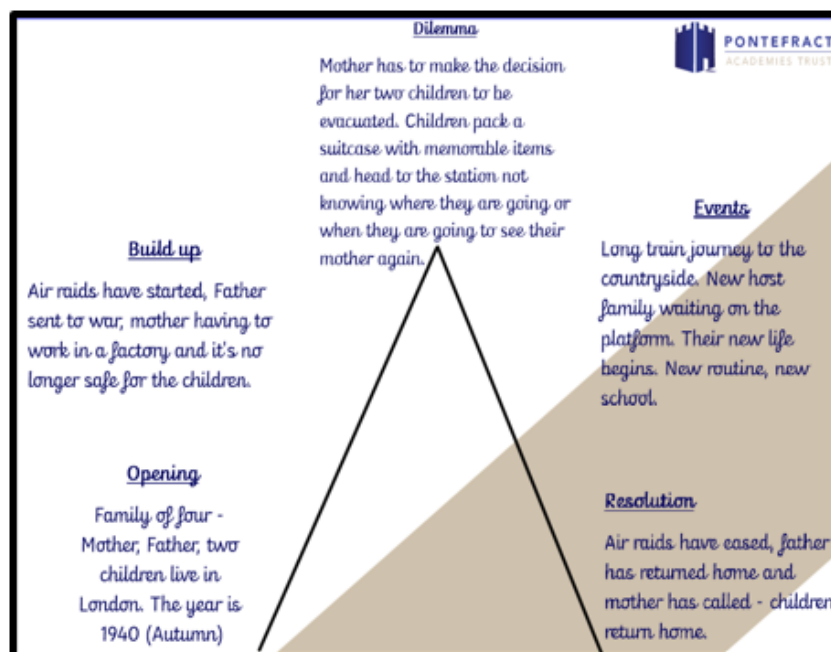 Dilemma
Mother has to make the decision
for her two children to be
evacuated. Children pack a
suitcase with memorable items
and head to the station not
knowing where they are going or
when they are going to see their
mother again.
PONTEFRACT
ACADEMIES TRUST
Build up
Air raids have started, Father
sent to war, mother having to
work in a factory and it's no
longer safe for the children.
Events
Long train journey to the
countryside. New host
family waiting on the
platform. Their new life
begins. New routine, new
school.
Opening
Family of four -
Mother, Father, two
children live in
London. The year is
1940 (Autumn)
Resolution
Air raids have eased, father
has returned home and
mother has called - children
return home.